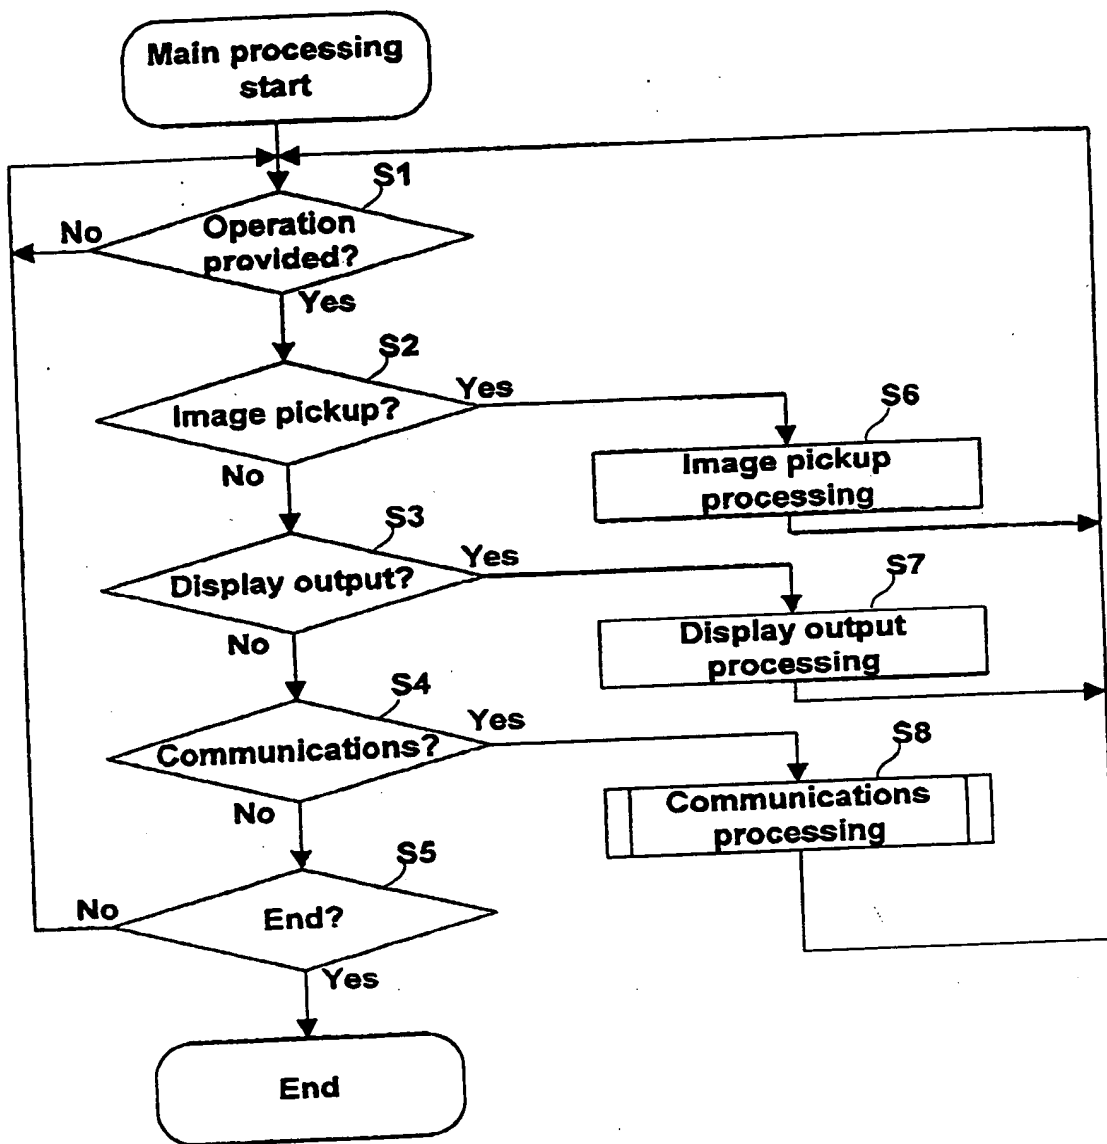 Main processing
start
S1
No
Operation
provided?
Yes
S2
Image pickup?
Yes
S6
Image pickup
processing
No
S3
Display output?
Yes
S7
Display output
processing
No
S4
Communications?
Yes
S8
Communications
processing
No
S5
No
End?
Yes
End